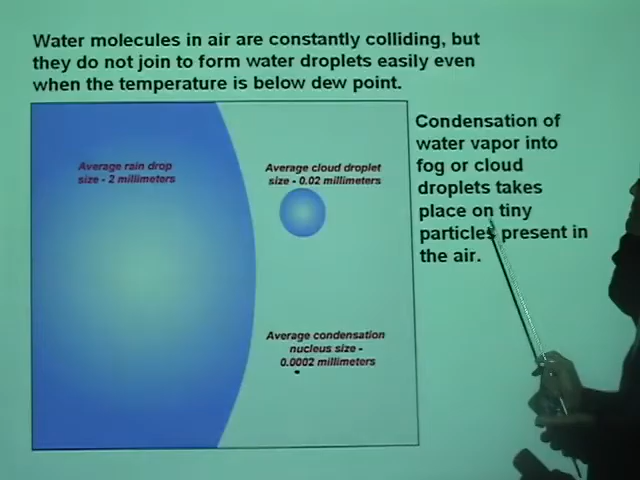 Water molecules in air are constantly colliding, but
they do not join to form water droplets easily even
when the temperature is below dew point.
Condensation of
water vapor into
fog or cloud
droplets takes
place on tiny
particles present in
the air.
Average rain drop
size - 2 millimeters
Average cloud droplet
size - 0.02 millimeters
Average condensation
nucleus size -
0.0002 millimeters